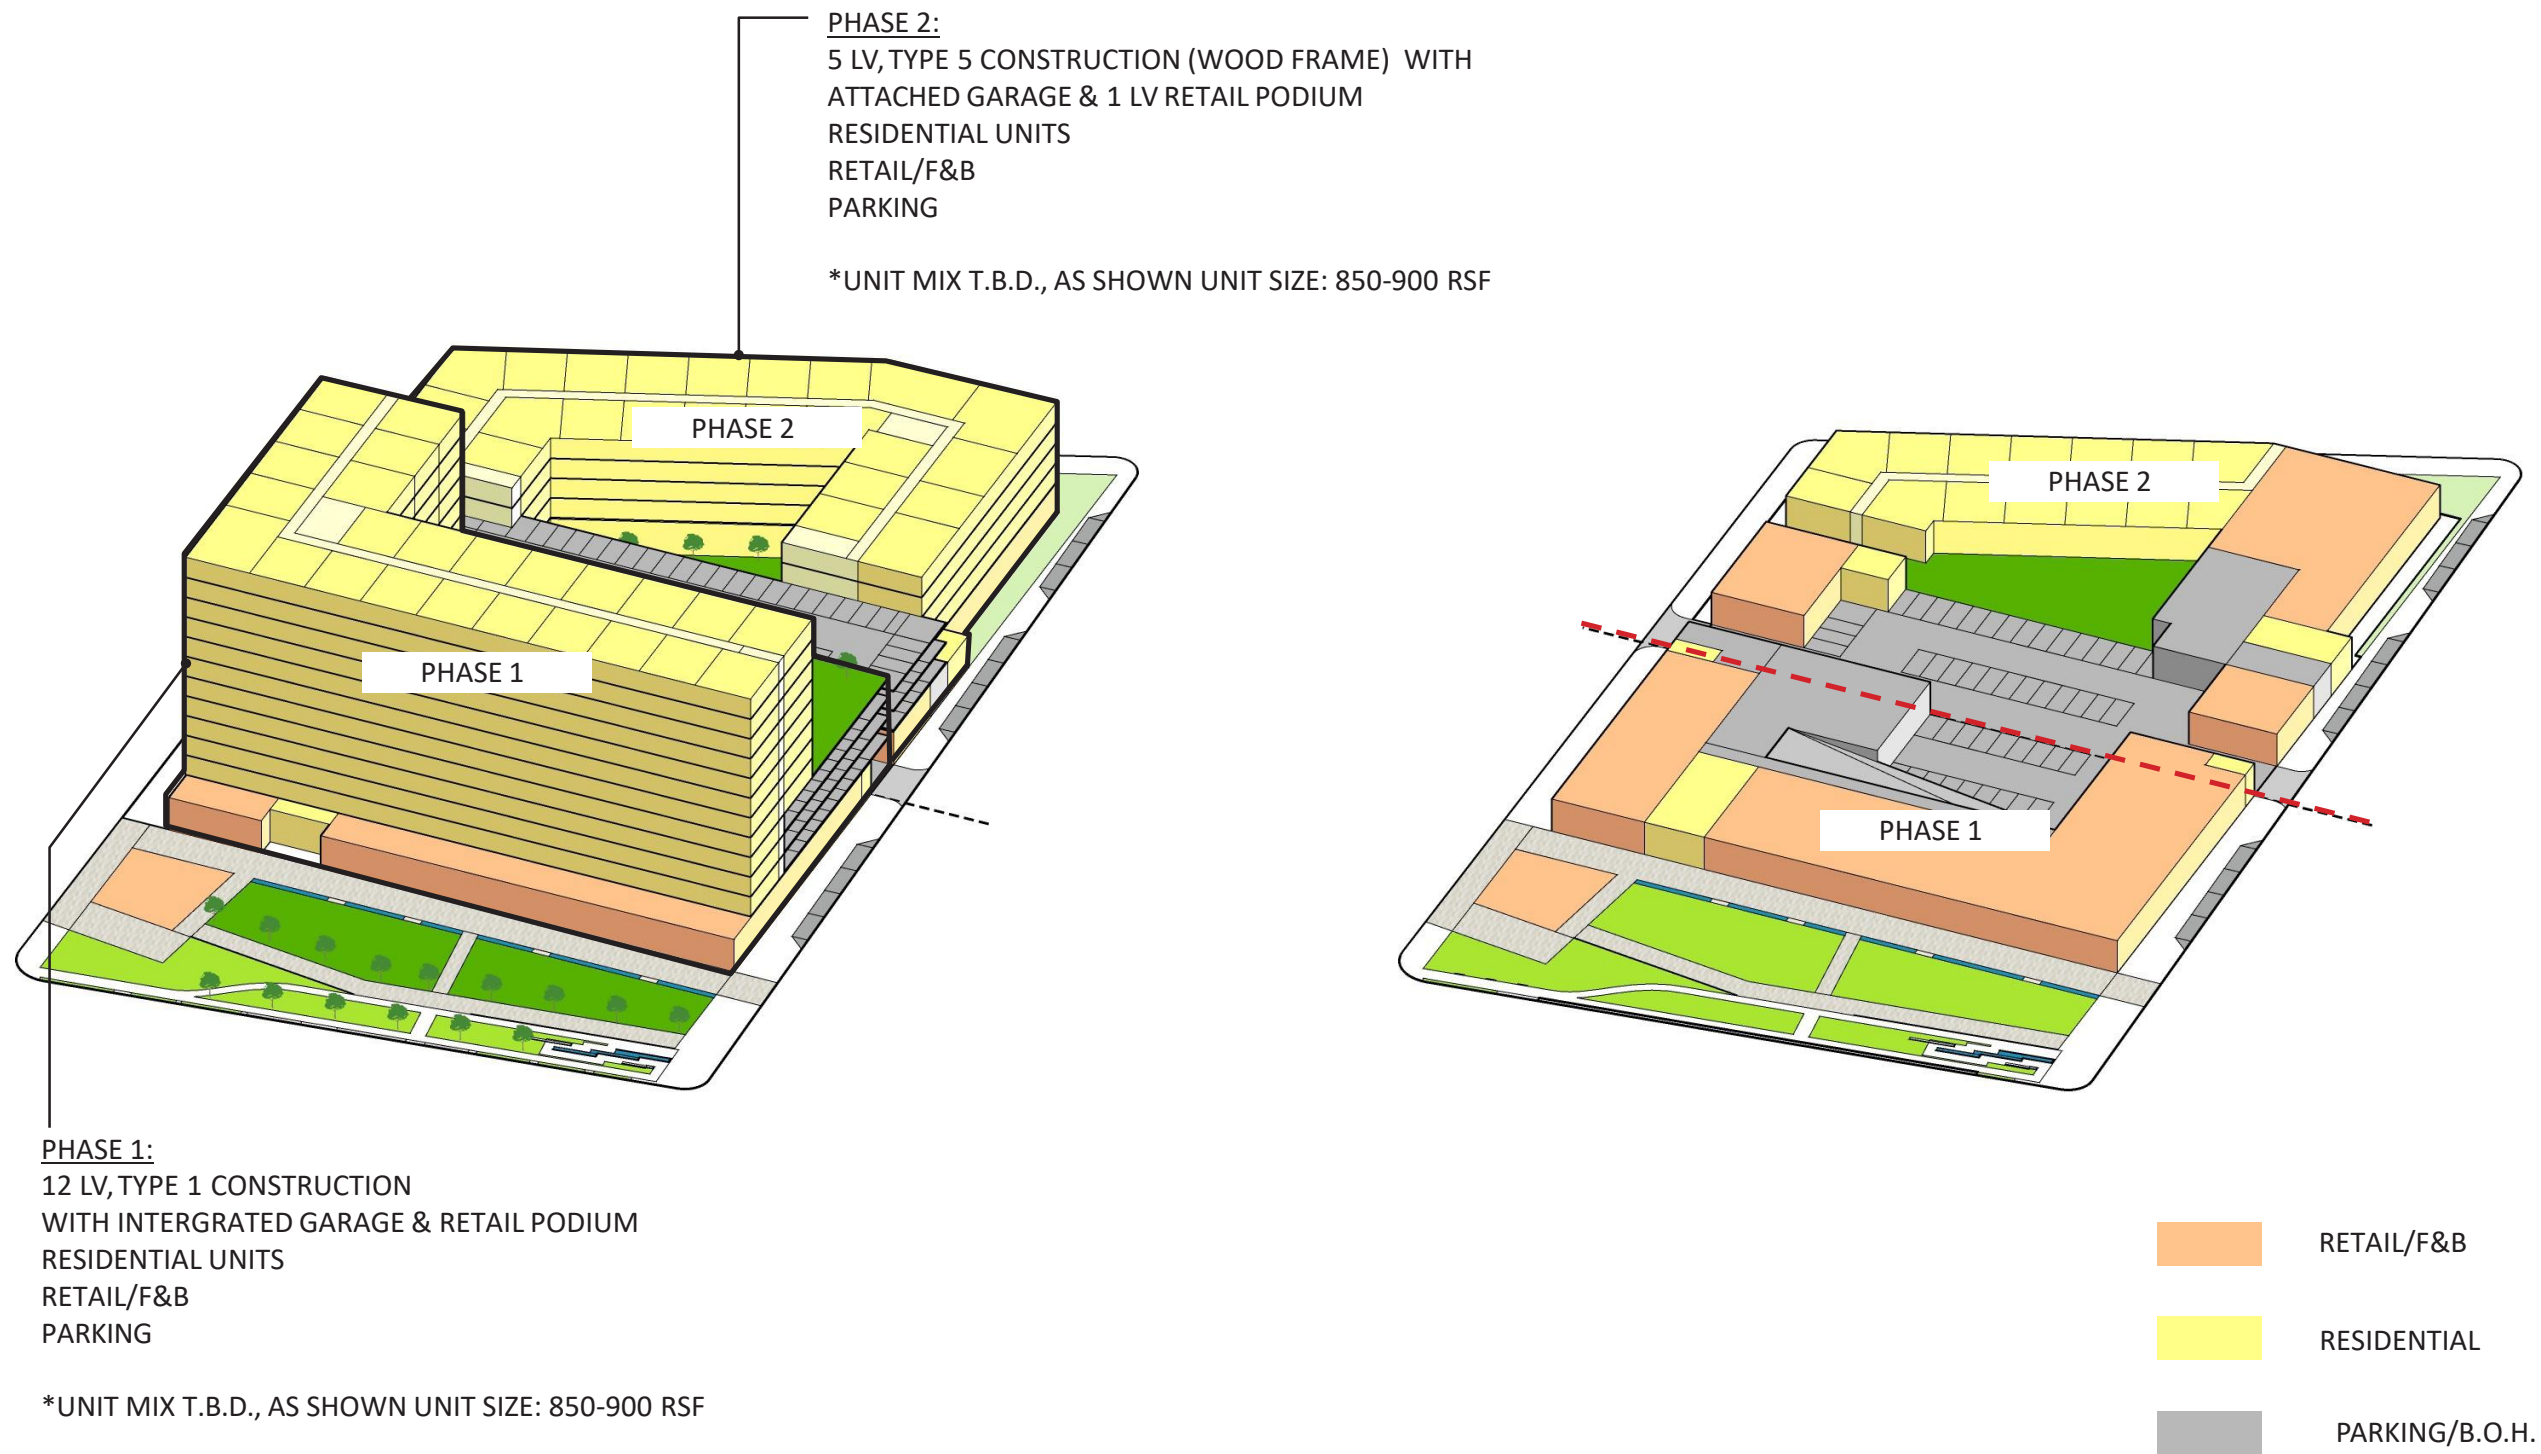 PHASE 2:
5 LV, TYPE 5 CONSTRUCTION (WOOD FRAME) WITH
ATTACHED GARAGE & 1 LV RETAIL PODIUM
RESIDENTIAL UNITS
RETAIL/F&B
PARKING
*UNIT MIX T.B.D., AS SHOWN UNIT SIZE: 850-900 RSF
PHASE 2
PHASE 1
PHASE 2
PHASE 1
PHASE 1:
12 LV, TYPE 1 CONSTRUCTION
WITH INTERGRATED GARAGE & RETAIL PODIUM
RESIDENTIAL UNITS
RETAIL/F&B
PARKING
*UNIT MIX T.B.D., AS SHOWN UNIT SIZE: 850-900 RSF
RETAIL/F&B
RESIDENTIAL
PARKING/B.O.H.